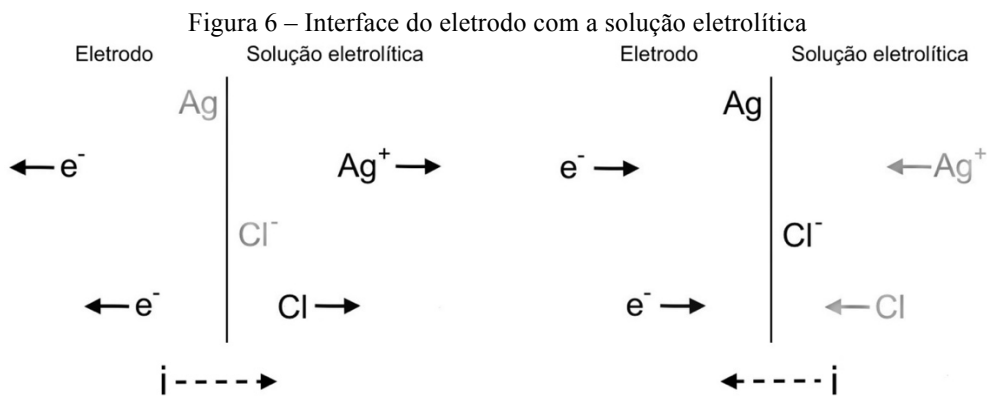 Figura 6 – Interface do eletrodo com a solução eletrolítica
Eletrodo Solução eletrolítica Eletrodo Solução eletrolítica
Ag Ag
e⁻ Ag⁺ e⁻ Ag⁺
Cl⁻ Cl⁻
e⁻ Cl e⁻ Cl
i i